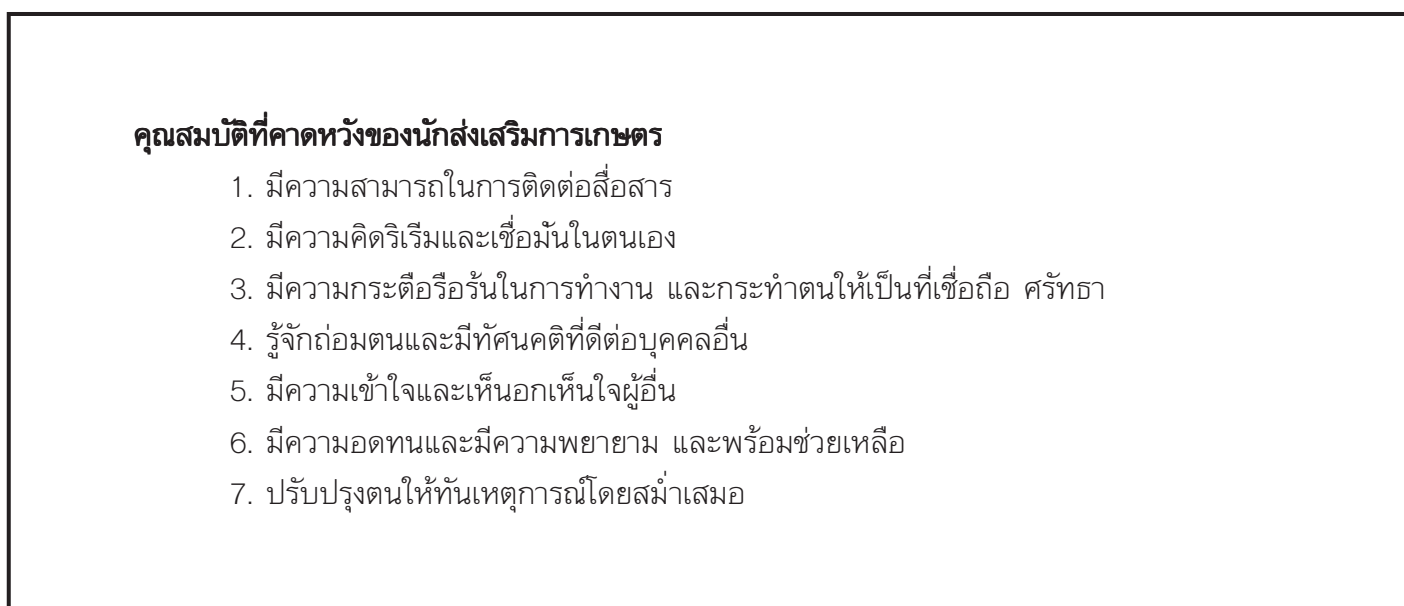 คุณสมบัติที่คาดหวังของนักส่งเสริมการเกษตร
1. มีความสามารถในการติดต่อสื่อสาร
2. มีความคิดริเริ่มและเชื่อมั่นในตนเอง
3. มีความกระตือรือร้นในการทำงาน และกระทำตนให้เป็นที่เชื่อถือ ศรัทธา
4. รู้จักถ่อมตนและมีทัศนคติที่ดีต่อบุคคลอื่น
5. มีความเข้าใจและเห็นอกเห็นใจผู้อื่น
6. มีความอดทนและมีความพยายาม และพร้อมช่วยเหลือ
7. ปรับปรุงตนให้ทันเหตุการณ์โดยสม่ำเสมอ